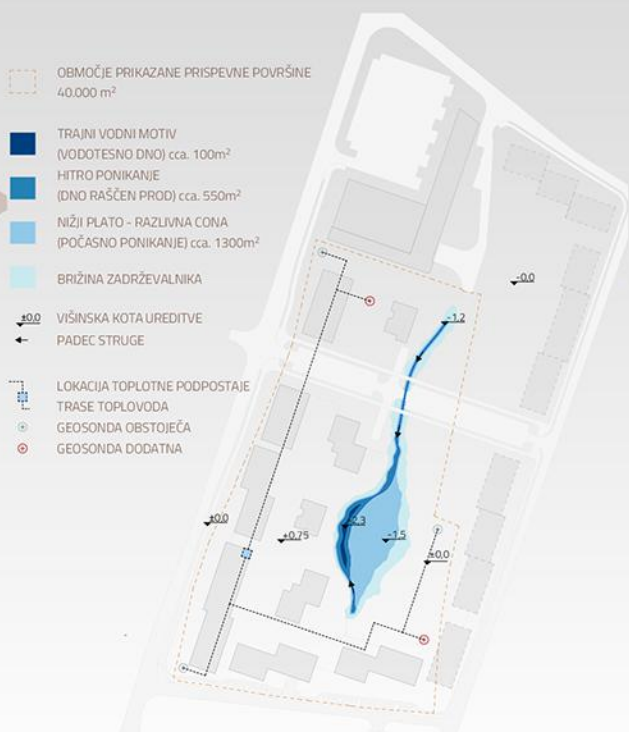 OBMOČJE PRIKAZANE PRISPEVNE POVRŠINE
40.000 m²
TRAJNI VODNI MOTIV
(VODOTESNO DNO) cca. 100m²
HITRO PONIKANJE
(DNO RAŠČEN PROD) cca. 550m²
NIŽJI PLATO - RAZLIVNA CONA
(POČASNO PONIKANJE) cca. 1300m²
BREŽINA ZADRŽEVALNIKA
±0,0 VIŠINSKA KOTA UREDITVE
PADEC STRUGE
LOKACIJA TOPLOTNE PODPOSTAJE
TRASE TOPLOVODA
GEOSONDA OBSTOJEČA
GEOSONDA DODATNA
-0,0
-1,2
±0,0
+0,75
-2,3
-1,5
±0,0